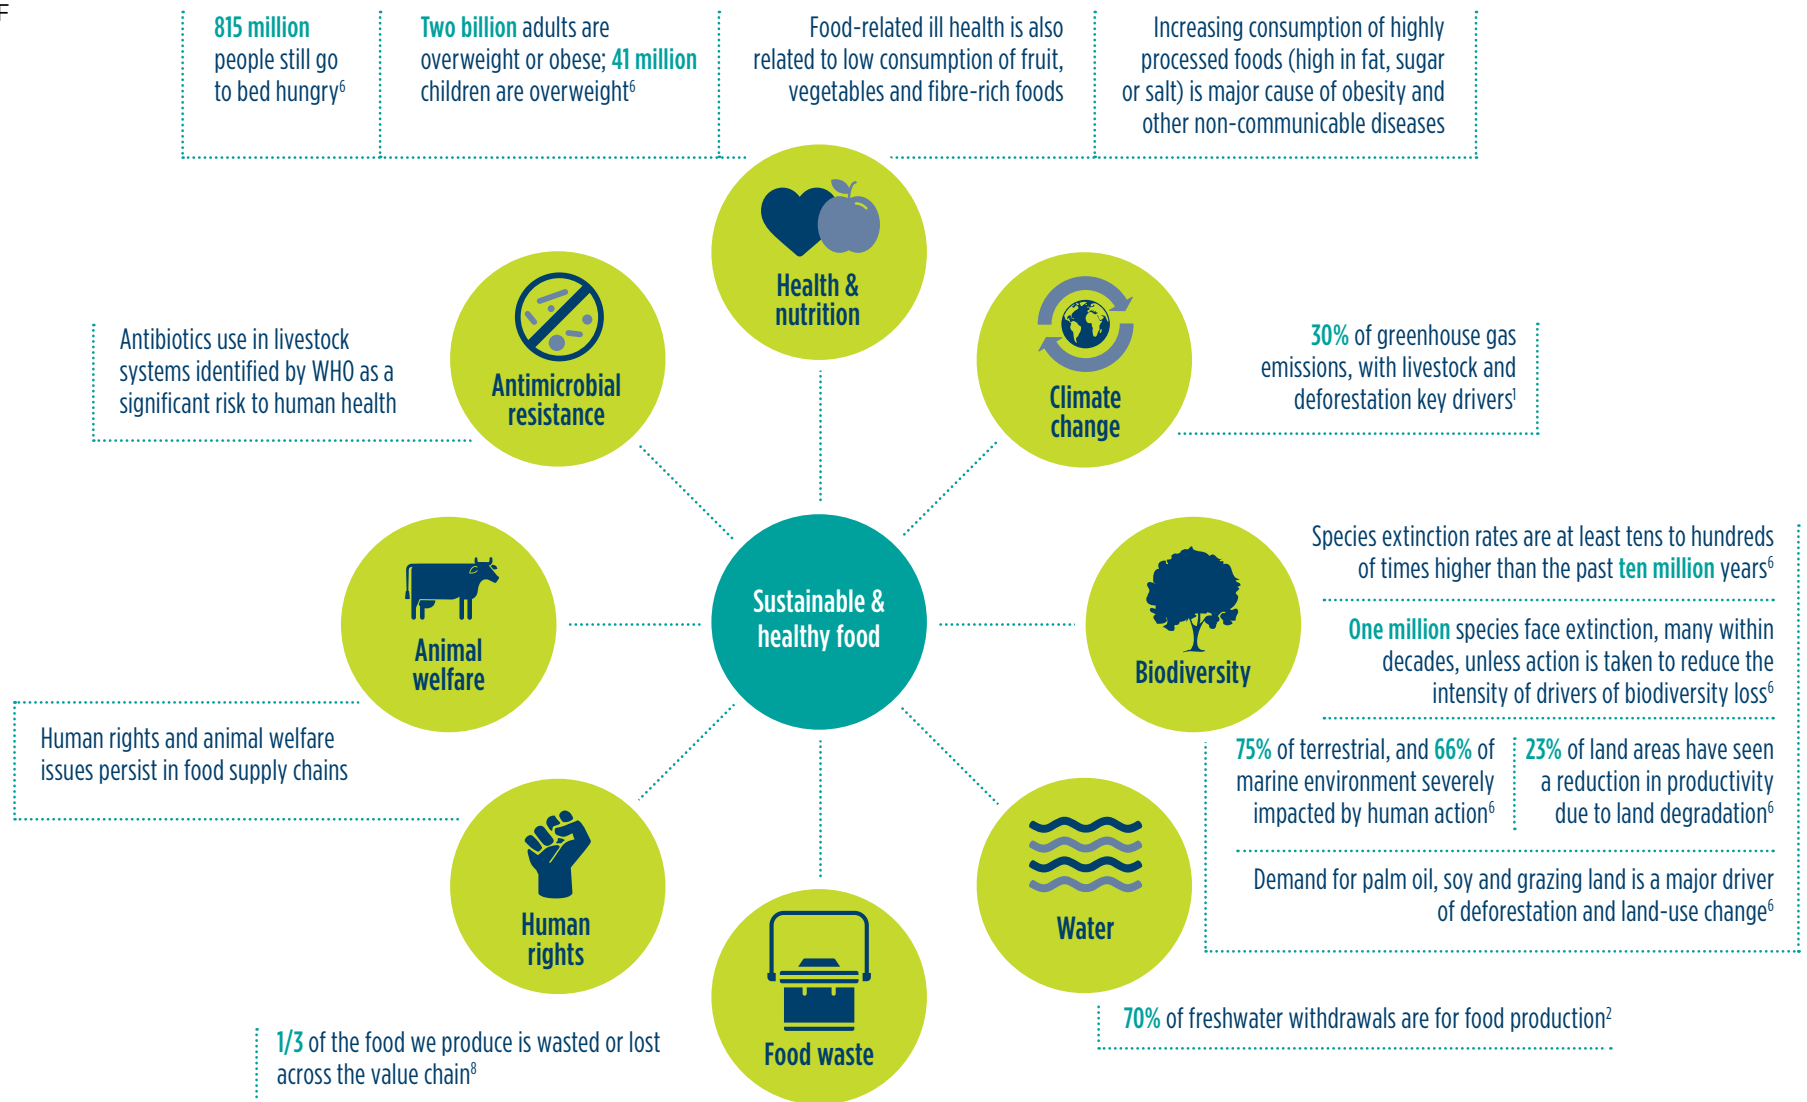 F
815 million
people still go
to bed hungry6
Two billion adults are
overweight or obese; 41 million
children are overweight6
Food-related ill health is also
related to low consumption of fruit,
vegetables and fibre-rich foods
Increasing consumption of highly
processed foods (high in fat, sugar
or salt) is major cause of obesity and
other non-communicable diseases
Health &
nutrition
Antibiotics use in livestock
systems identified by WHO as a
significant risk to human health
Antimicrobial
resistance
Climate
change
30% of greenhouse gas
emissions, with livestock and
deforestation key drivers1
Sustainable &
healthy food
Animal
welfare
Biodiversity
Species extinction rates are at least tens to hundreds
of times higher than the past ten million years6
One million species face extinction, many within
decades, unless action is taken to reduce the
intensity of drivers of biodiversity loss6
75% of terrestrial, and 66% of
marine environment severely
impacted by human action6
23% of land areas have seen
a reduction in productivity
due to land degradation6
Demand for palm oil, soy and grazing land is a major driver
of deforestation and land-use change6
Human rights and animal welfare
issues persist in food supply chains
Human
rights
Water
70% of freshwater withdrawals are for food production2
1/3 of the food we produce is wasted or lost
across the value chain8
Food waste